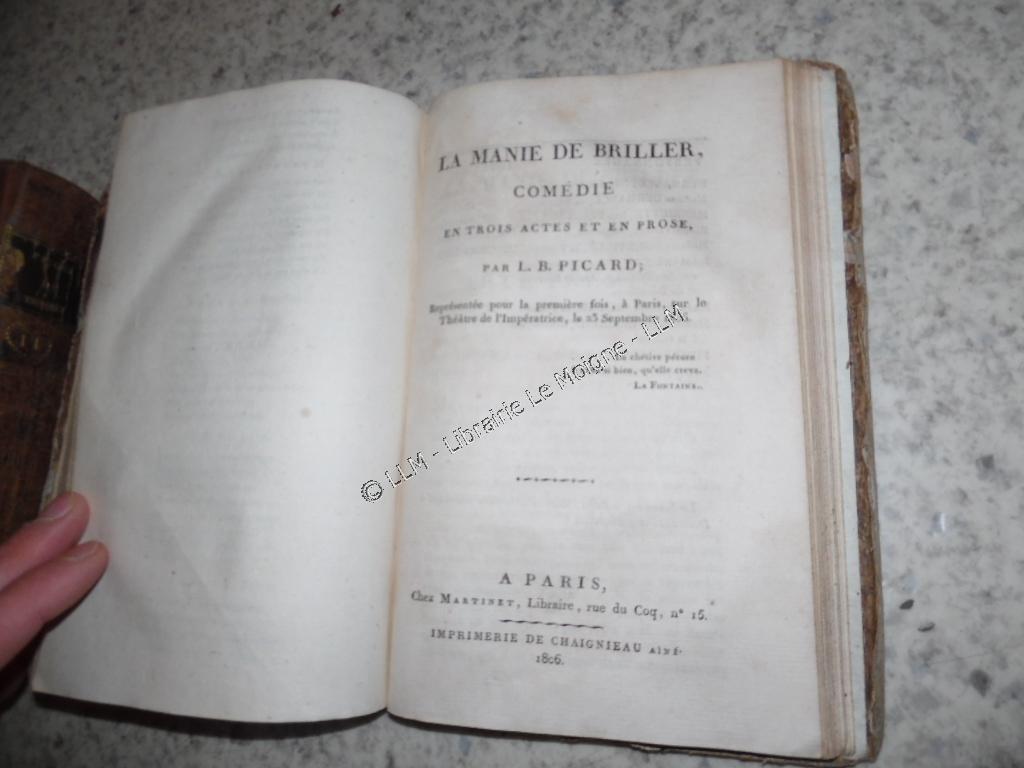 LA MANIE DE BRILLER,
COMÉDIE
EN TROIS ACTES ET EN PROSE,
PAR L. B. PICARD;
Représentée pour la première fois, à Paris, sur le
Théâtre de l'Impératrice, le 23 Septembre
chétive pécore
bien, qu'elle creva.
LA FONTAINE.
© LLM - Librairie Le Moigne - LLM
A PARIS,
Chez MARTINET, Libraire, rue du Coq, n° 15.
IMPRIMERIE DE CHAIGNIEAU AÎNÉ.
1806.